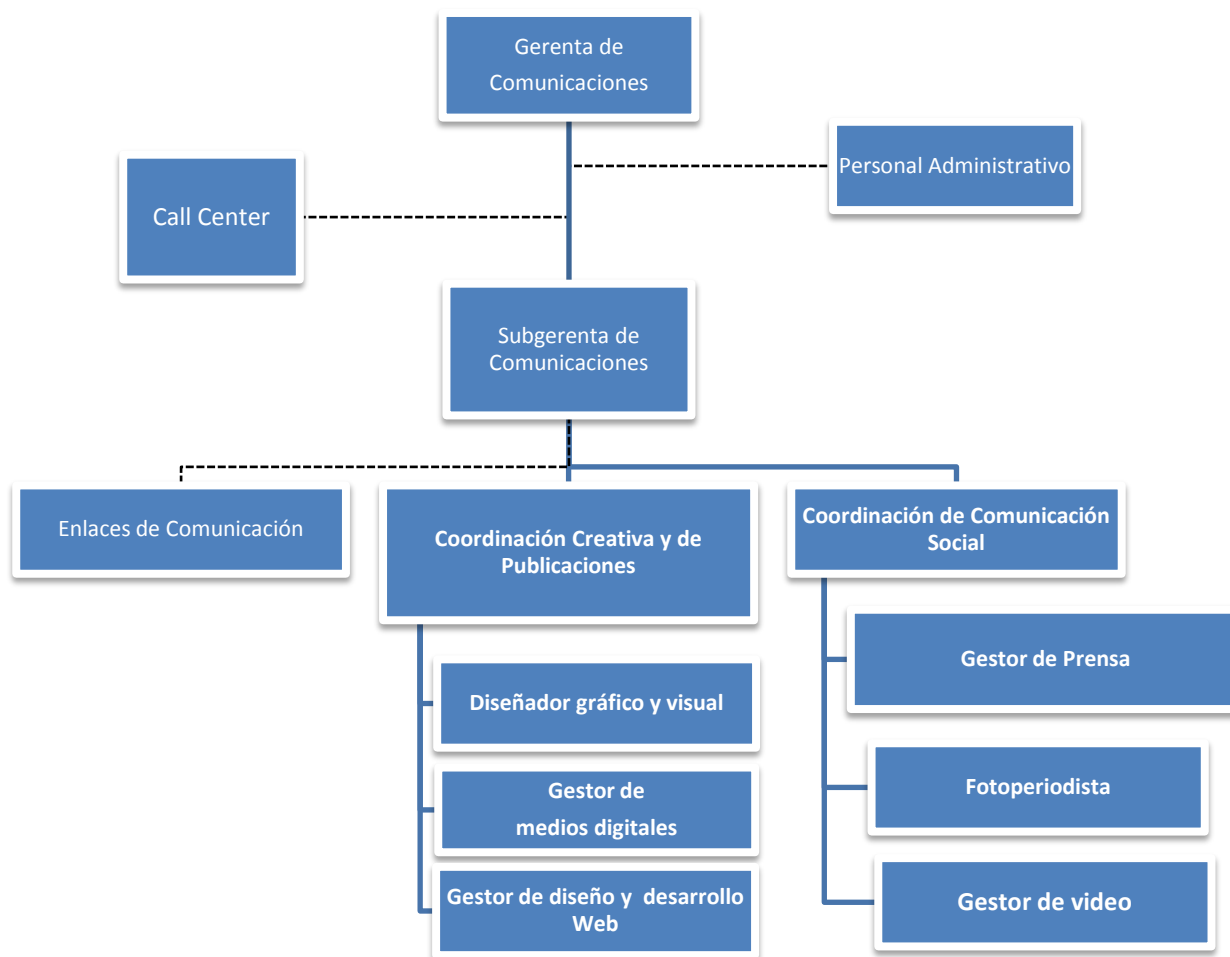 Gerenta de
Comunicaciones
Personal Administrativo
Call Center
Subgerenta de
Comunicaciones
Enlaces de Comunicación
Coordinación Creativa y de
Publicaciones
Coordinación de Comunicación
Social
Diseñador gráfico y visual
Gestor de
medios digitales
Gestor de diseño y  desarrollo
Web
Gestor de Prensa
Fotoperiodista
Gestor de video